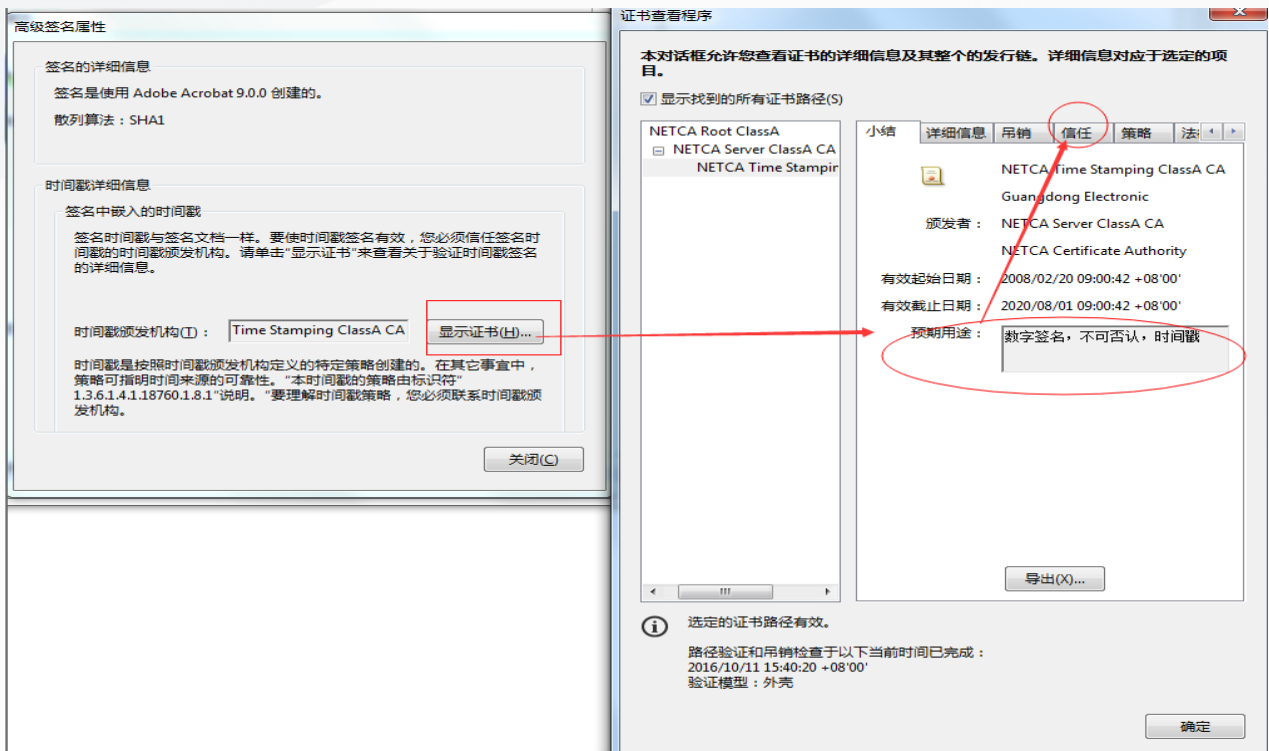 高级签名属性
签名的详细信息
签名是使用 Adobe Acrobat 9.0.0 创建的。
散列算法：SHA1
时间戳详细信息
签名中嵌入的时间戳
签名时间戳与签名文档一样。要使时间戳签名有效，您必须信任签名时
间戳的时间戳颁发机构。请单击"显示证书"来查看关于验证时间戳签名
的详细信息。
时间戳颁发机构(T)：
Time Stamping ClassA CA
显示证书(H)...
时间戳是按照时间戳颁发机构定义的特定策略创建的。在其它事宜中，
策略可指明时间来源的可靠性。"本时间戳的策略由标识符"
1.3.6.1.4.1.18760.1.8.1"说明。"要理解时间戳策略，您必须联系时间戳颁
发机构。
关闭(C)
证书查看程序
本对话框允许您查看证书的详细信息及其整个的发行链。详细信息对应于选定的项
目。
显示找到的所有证书路径(S)
NETCA Root ClassA
NETCA Server ClassA CA
NETCA Time Stampir
小结
详细信息
吊销
信任
策略
法
NETCA Time Stamping ClassA CA
Guangdong Electronic
颁发者： NETCA Server ClassA CA
NETCA Certificate Authority
有效起始日期： 2008/02/20 09:00:42 +08'00'
有效截止日期： 2020/08/01 09:00:42 +08'00'
预期用途： 数字签名，不可否认，时间戳
导出(X)...
选定的证书路径有效。
路径验证和吊销检查于以下当前时间已完成：
2016/10/11 15:40:20 +08'00'
验证模型：外壳
确定